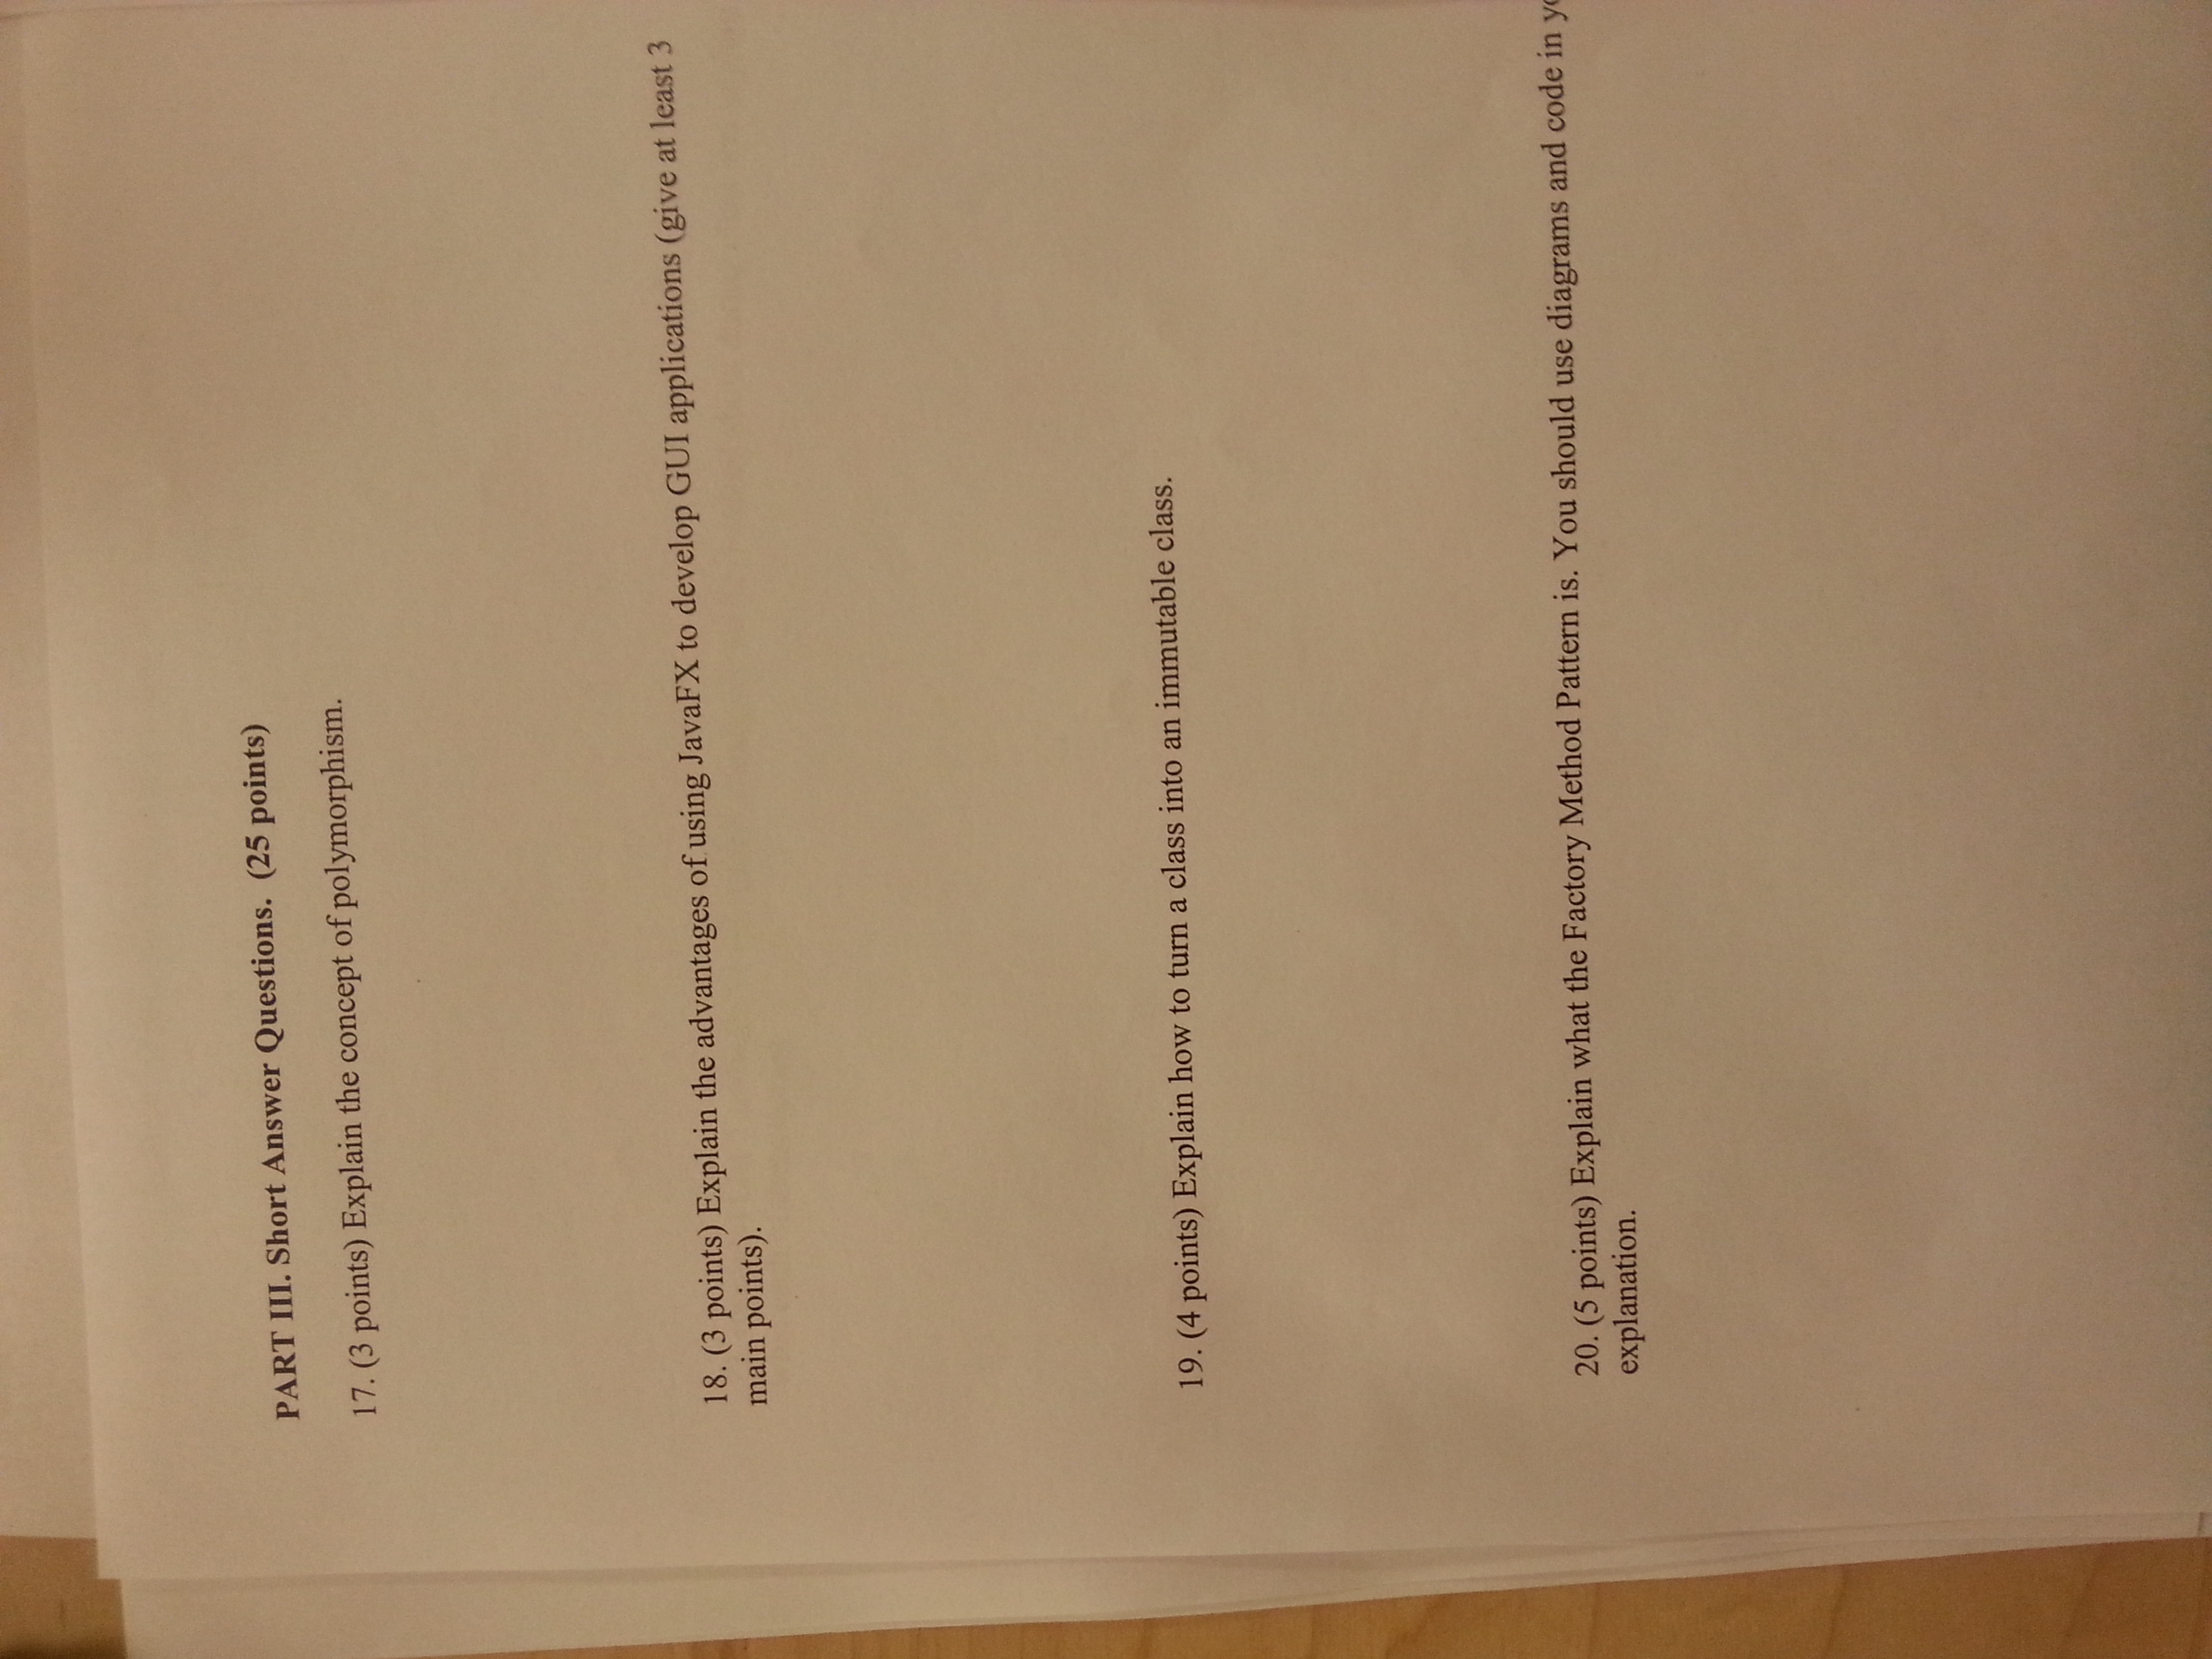 PART III. Short Answer Questions. (25 points)
17. (3 points) Explain the concept of polymorphism.
18. (3 points) Explain the advantages of using JavaFX to develop GUI applications (give at least 3
main points).
19. (4 points) Explain how to turn a class into an immutable class.
20. (5 points) Explain what the Factory Method Pattern is. You should use diagrams and code in
explanation.